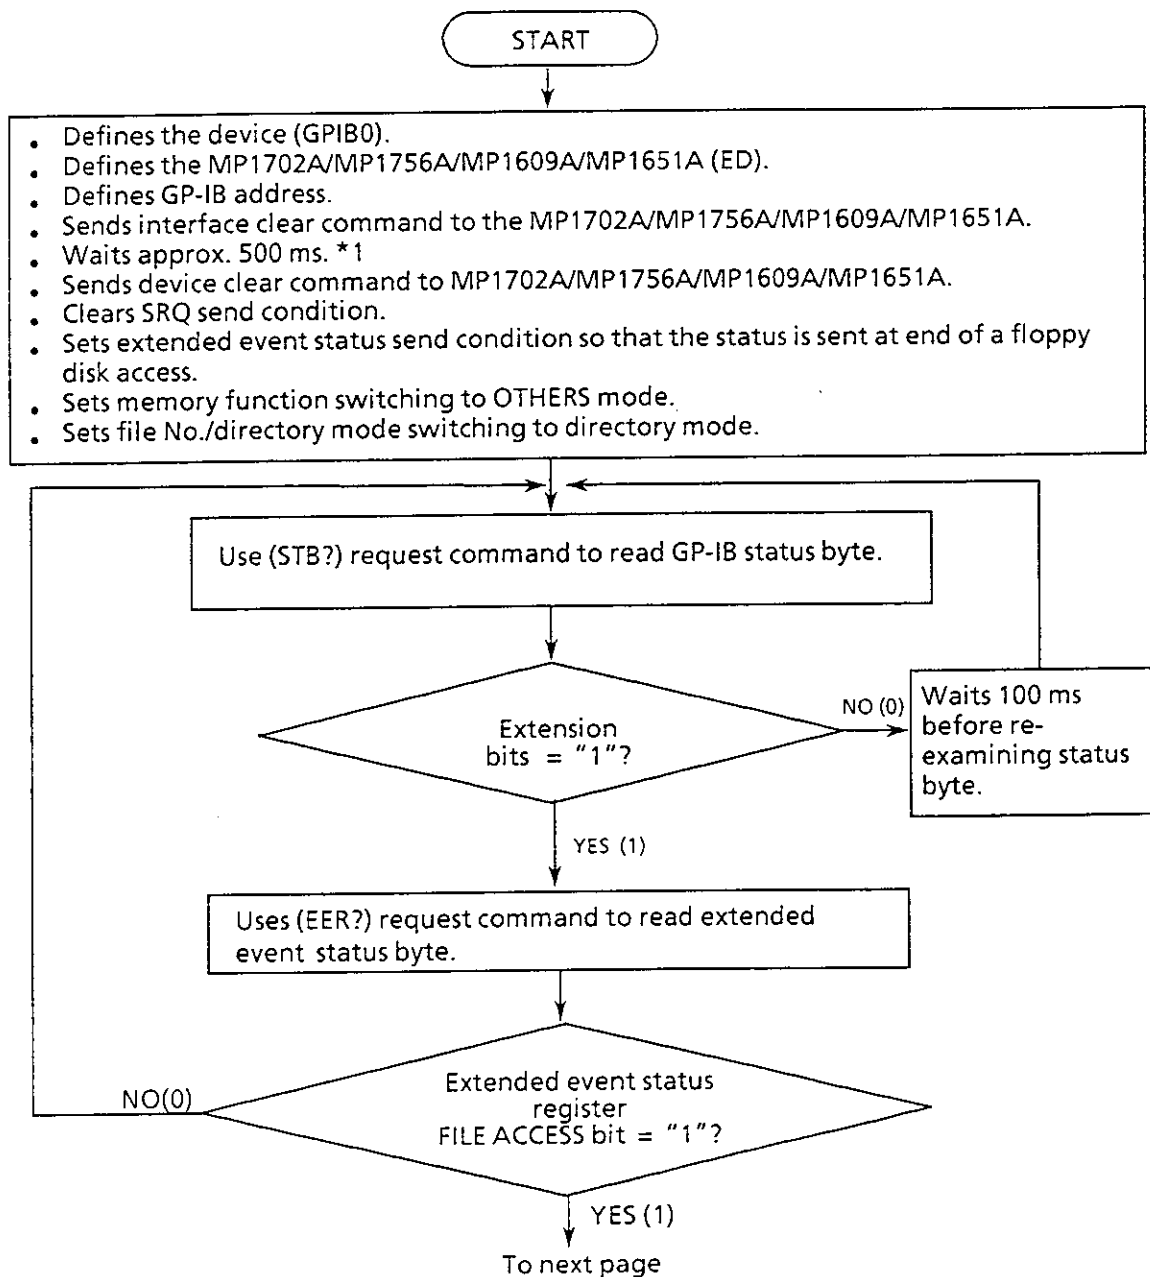 START
• Defines the device (GPIB0).
• Defines the MP1702A/MP1756A/MP1609A/MP1651A (ED).
• Defines GP-IB address.
• Sends interface clear command to the MP1702A/MP1756A/MP1609A/MP1651A.
• Waits approx. 500 ms. *1
• Sends device clear command to MP1702A/MP1756A/MP1609A/MP1651A.
• Clears SRQ send condition.
• Sets extended event status send condition so that the status is sent at end of a floppy
disk access.
• Sets memory function switching to OTHERS mode.
• Sets file No./directory mode switching to directory mode.
Use (STB?) request command to read GP-IB status byte.
Extension
bits = "1"?
NO (0)
Waits 100 ms
before re-
examining status
byte.
YES (1)
Uses (EER?) request command to read extended
event status byte.
Extended event status
register
FILE ACCESS bit = "1"?
NO(0)
YES (1)
To next page